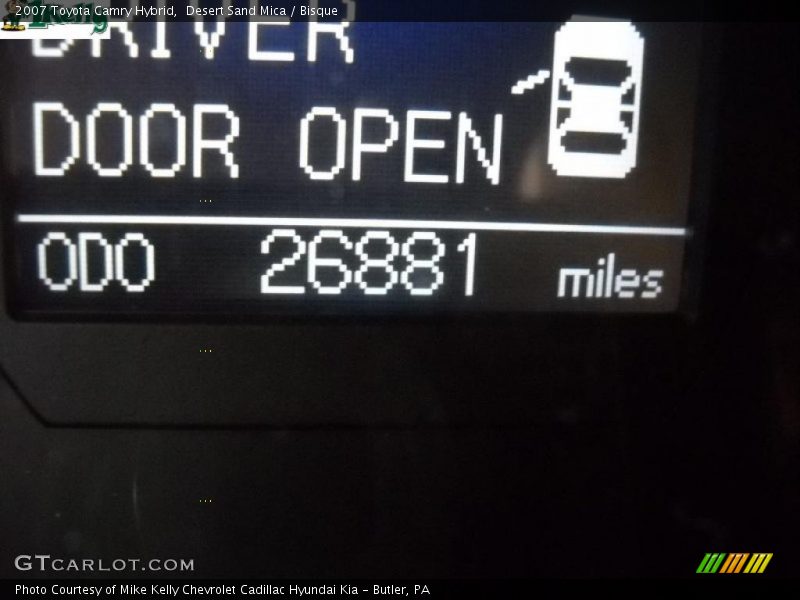 2007 Toyota Camry Hybrid, Desert Sand Mica / Bisque
Kelly
DRIVER
DOOR OPEN
ODO 26881 miles
GTCARLOT.COM
Photo Courtesy of Mike Kelly Chevrolet Cadillac Hyundai Kia - Butler, PA